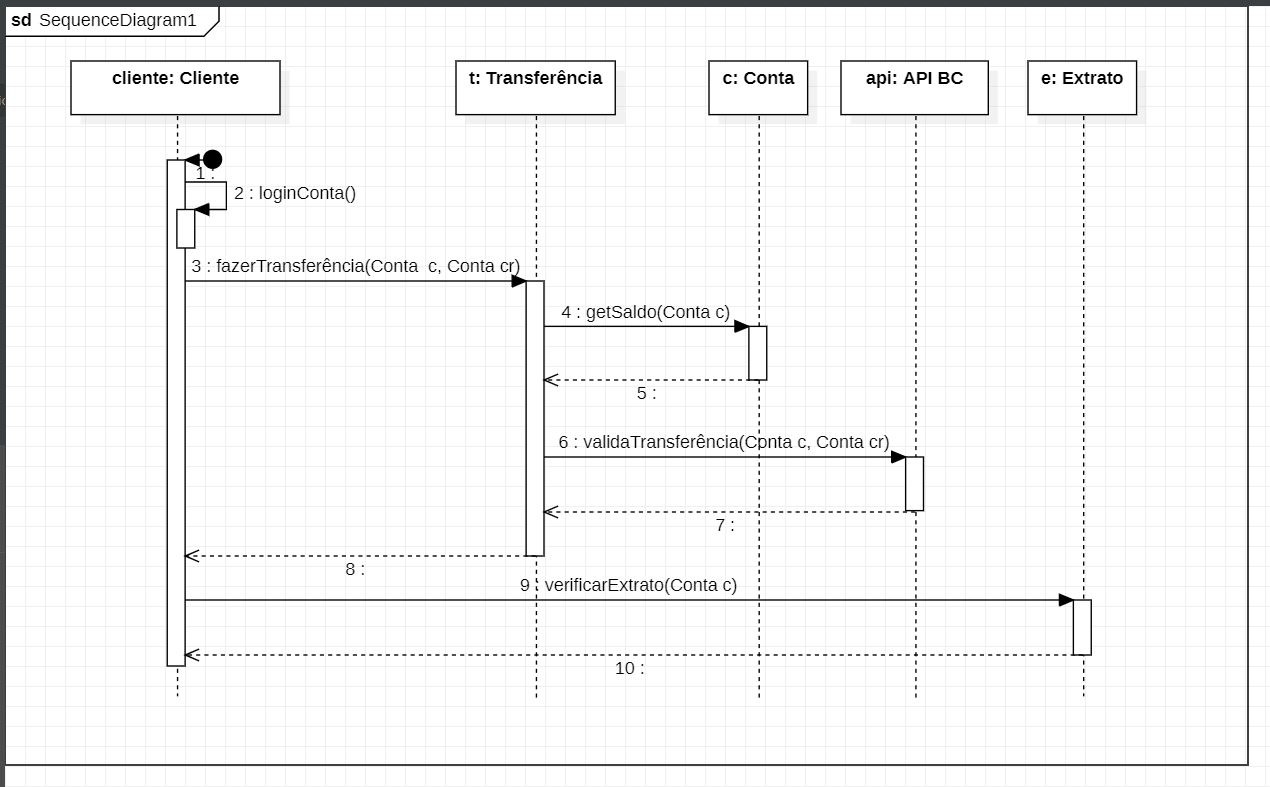 sd SequenceDiagram1
cliente: Cliente
t: Transferência
c: Conta
api: API BC
e: Extrato
1 :
2 : loginConta()
3 : fazerTransferência(Conta  c, Conta cr)
4 : getSaldo(Conta c)
5 :
6 : validaTransferência(Conta c, Conta cr)
7 :
8 :
9 : verificarExtrato(Conta c)
10 :